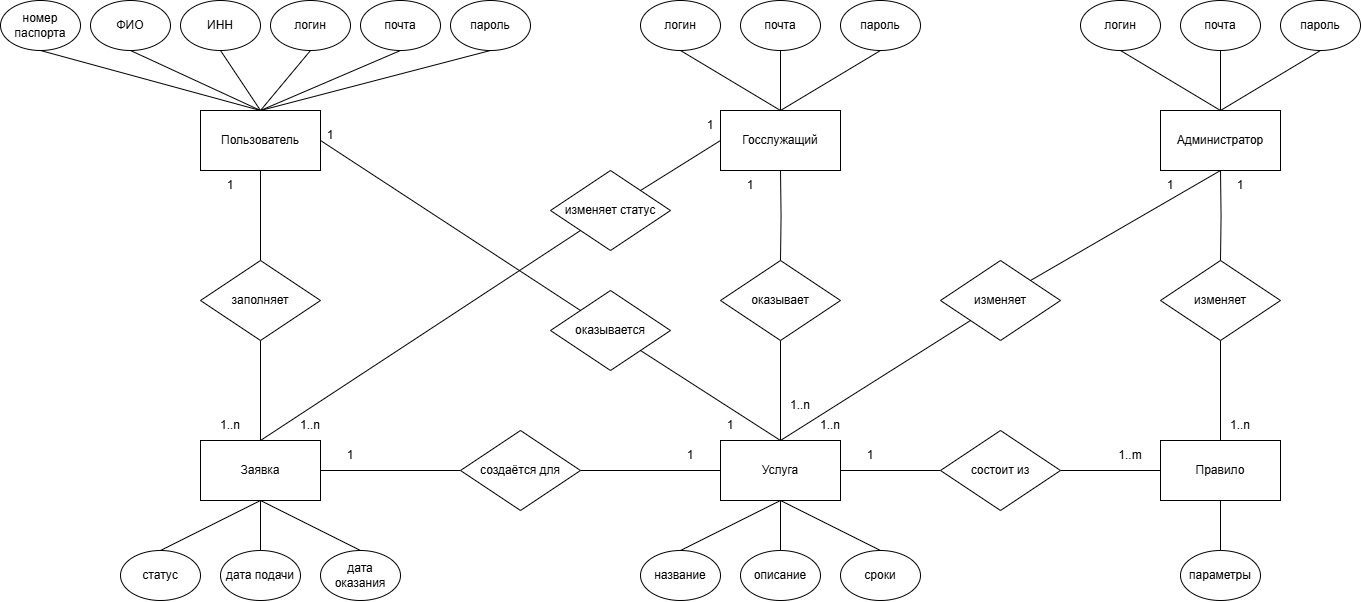 номер
паспорта
ФИО
ИНН
логин
почта
пароль
логин
почта
пароль
логин
почта
пароль
Пользователь
1
1
Госслужащий
Администратор
1
1
1
1
изменяет статус
заполняет
оказывается
оказывает
изменяет
изменяет
1..n
1..n
1
1..n
1..n
1..n
Заявка
1
создаётся для
1
Услуга
1
состоит из
1..m
Правило
статус
дата подачи
дата
оказания
название
описание
сроки
параметры